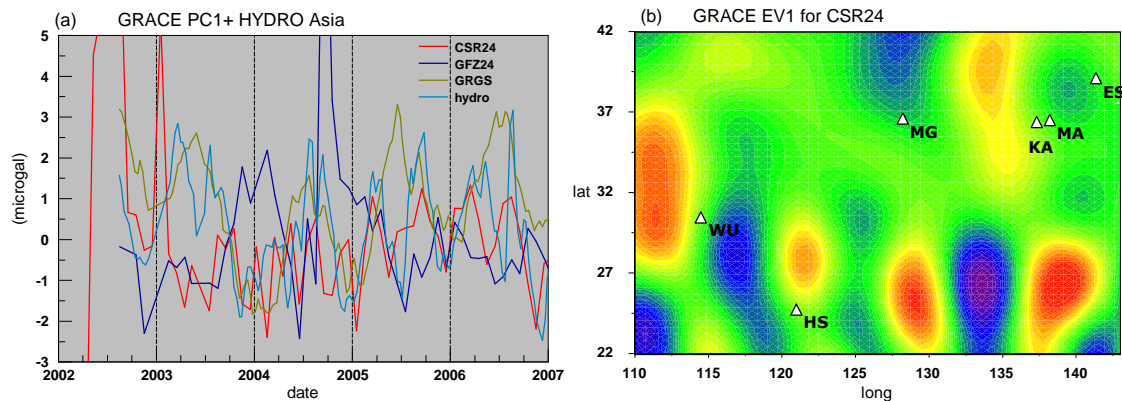 (a) GRACE PC1+ HYDRO Asia
5
4
3
2
1
0
-1
-2
-3
(microgal)
CSR24
GFZ24
GRGS
hydro
2002 2003 2004 2005 2006 2007
date
(b) GRACE EV1 for CSR24
42
37
32
27
22
lat
ES
MG
MA
KA
WU
HS
110 115 120 125 130 135 140
long